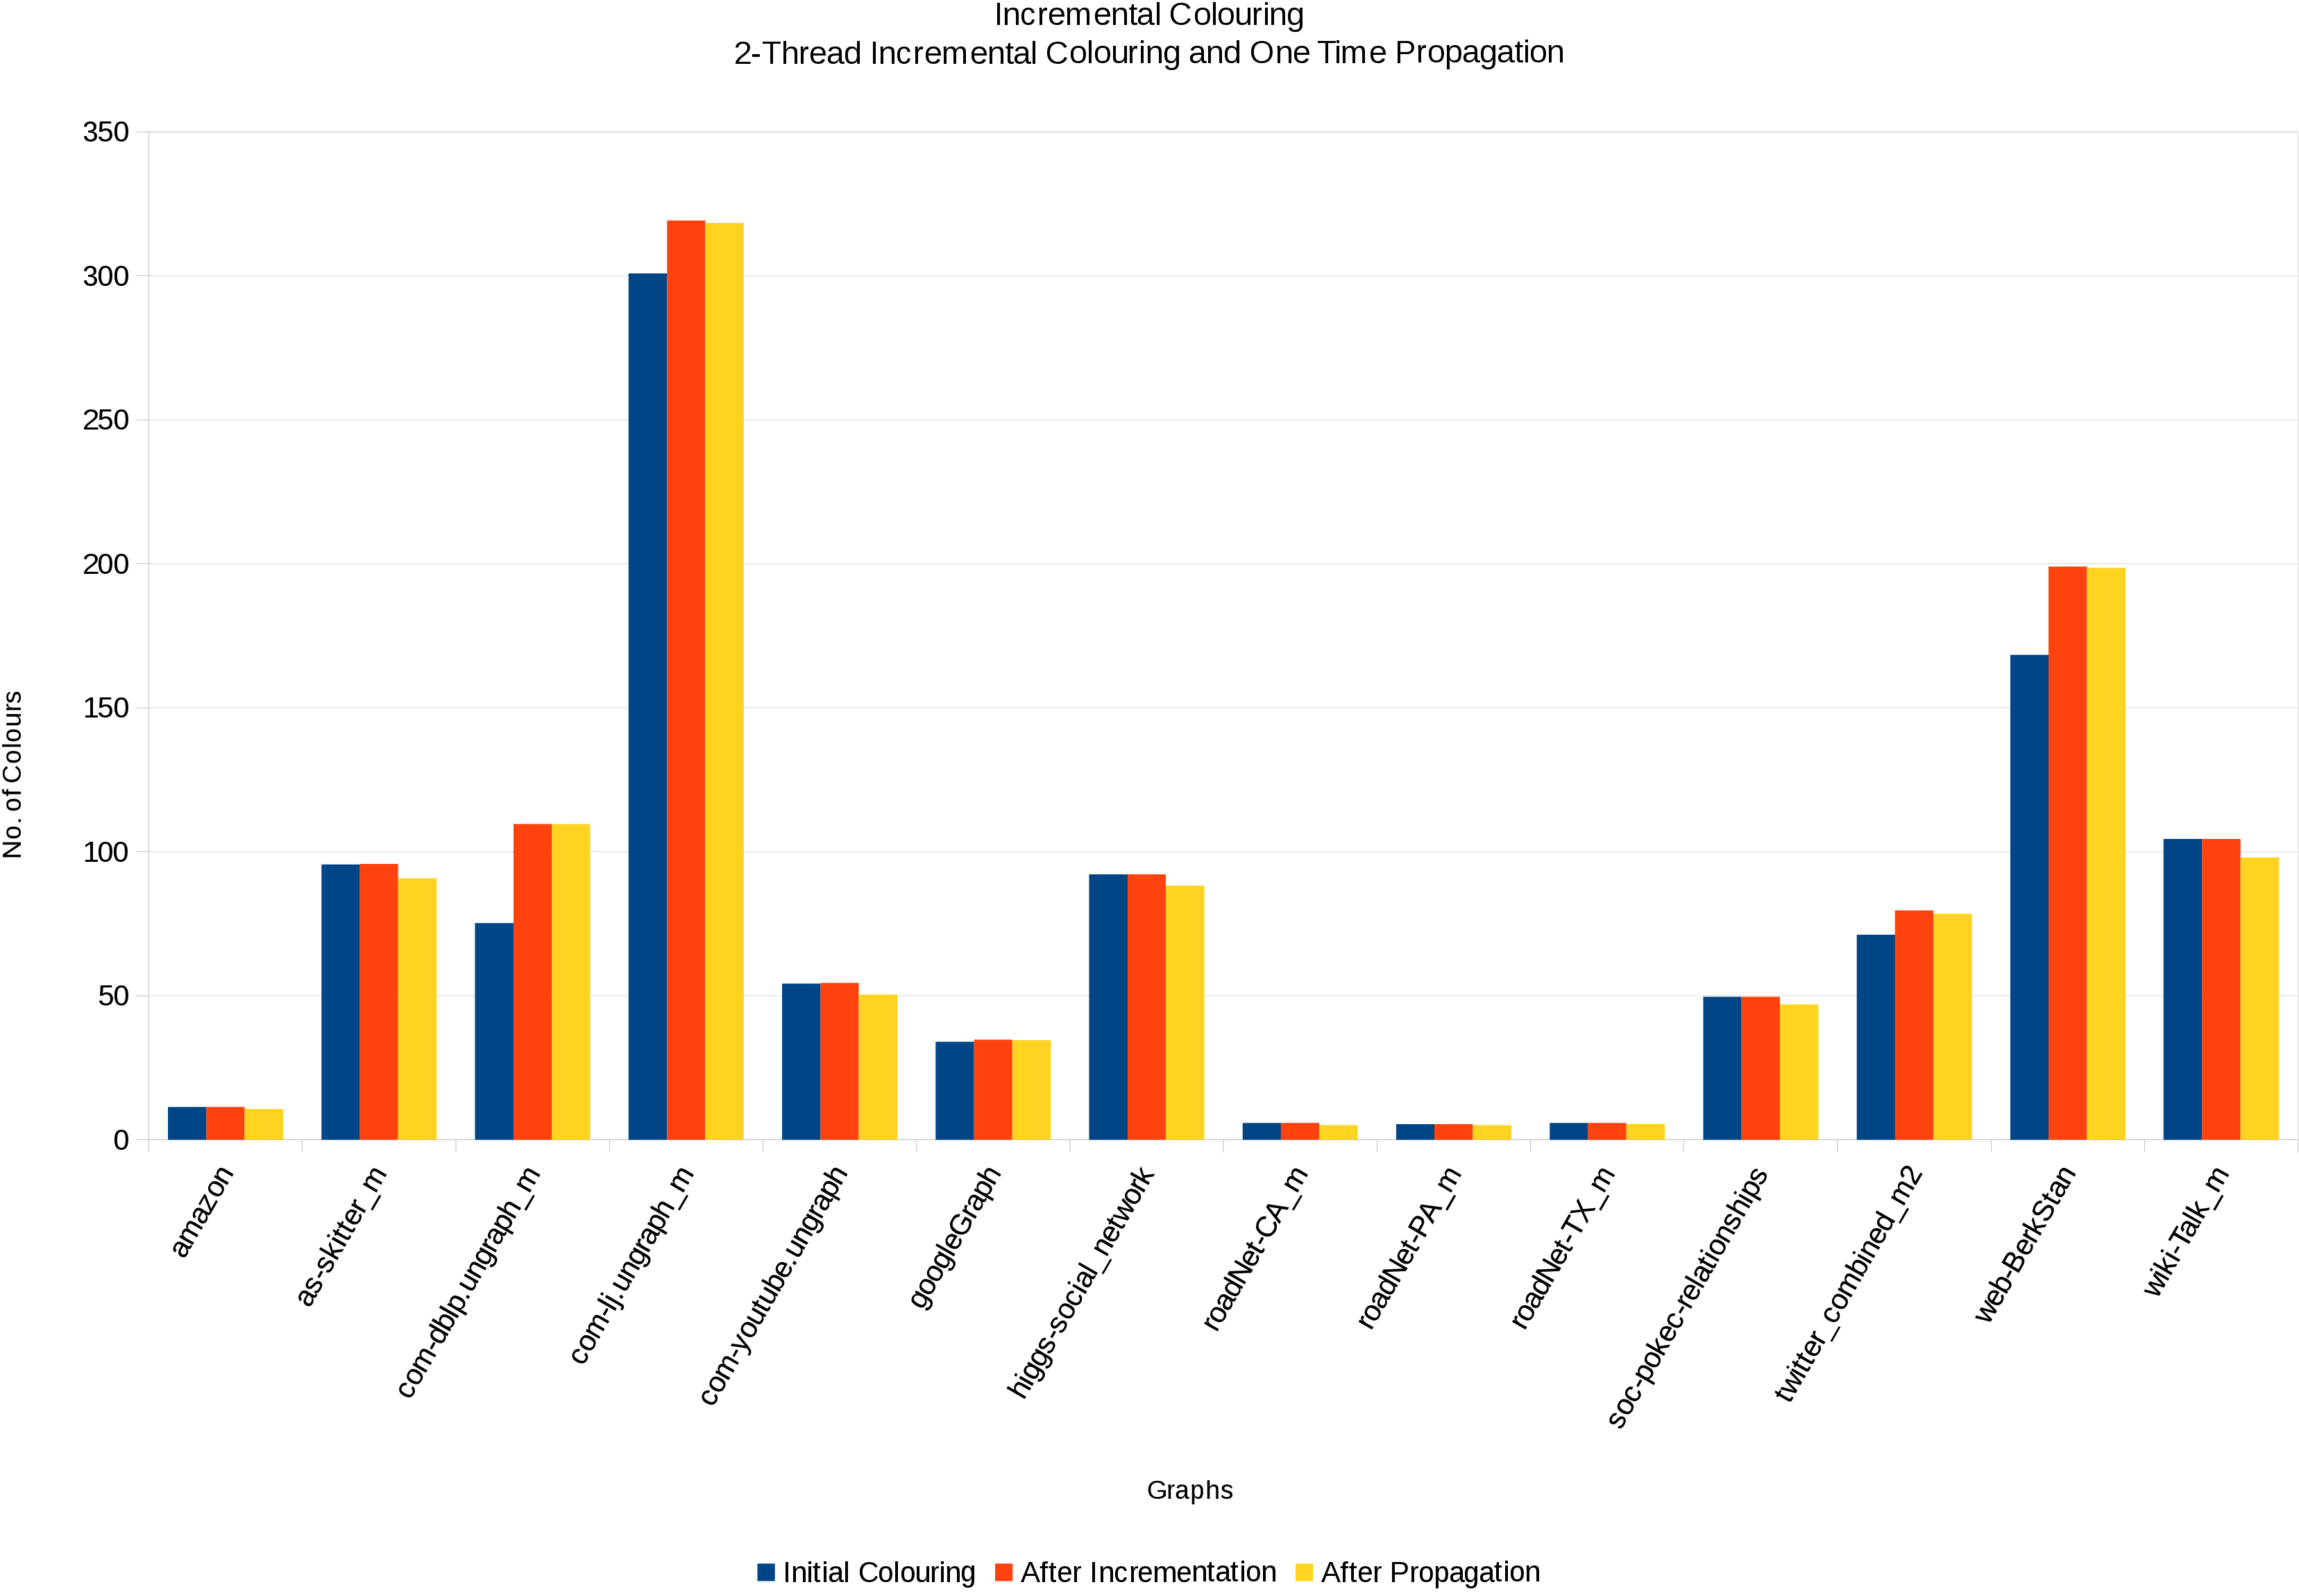 Incremental Colouring
2-Thread Incremental Colouring and One Time Propagation
350
300
250
200
150
100
50
0
No. of Colours
amazon
as-skitter_m
com-dblp.ungraph_m
com-lj.ungraph_m
com-youtube.ungraph
googleGraph
higgs-social_network
roadNet-CA_m
roadNet-PA_m
roadNet-TX_m
soc-pokec-relationships
twitter_combined_m2
web-BerkStan
wiki-Talk_m
Graphs
Initial Colouring
After Incrementation
After Propagation